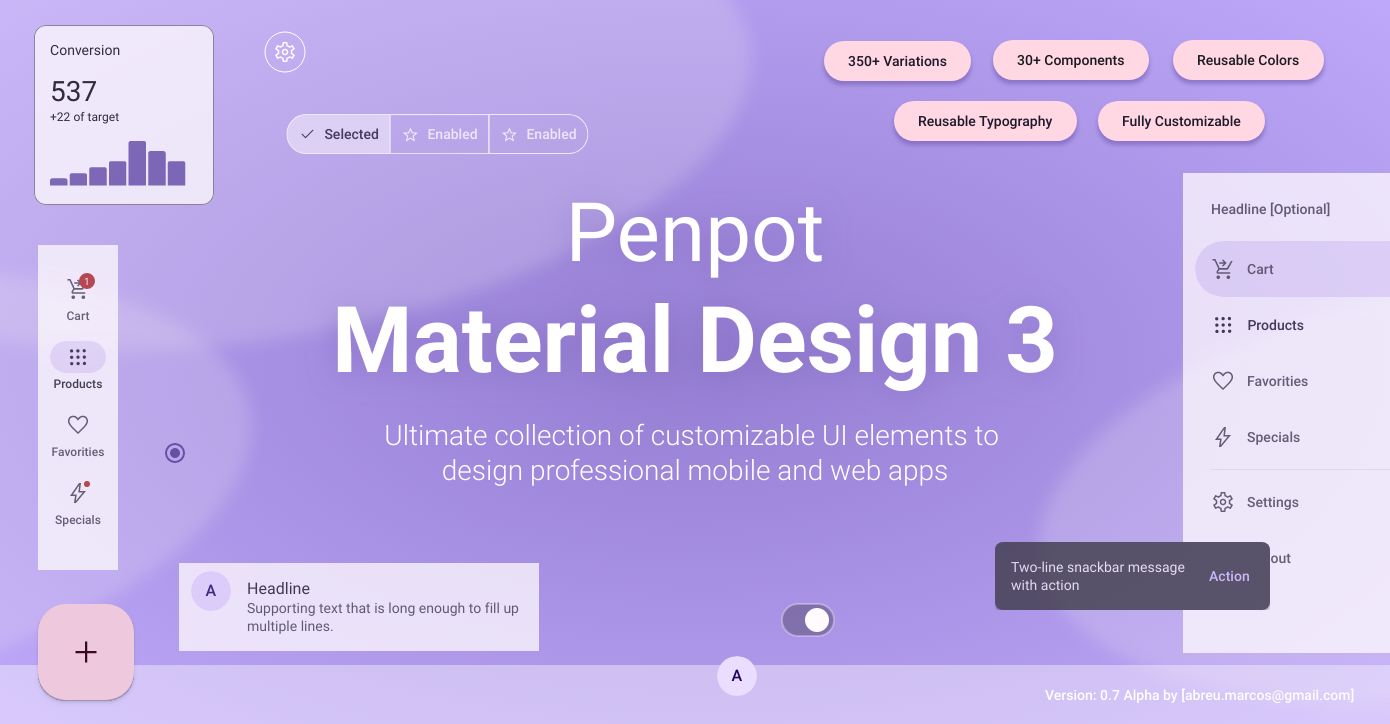 Conversion
537
+22 of target
Selected
Enabled
Enabled
350+ Variations
30+ Components
Reusable Colors
Reusable Typography
Fully Customizable
Penpot
Material Design 3
Ultimate collection of customizable UI elements to
design professional mobile and web apps
1
Cart
Products
Favorites
Specials
Headline [Optional]
Cart
Products
Favorities
Specials
Settings
out
Two-line snackbar message
with action
Action
A
Headline
Supporting text that is long enough to fill up
multiple lines.
A
Version: 0.7 Alpha by [abreu.marcos@gmail.com]